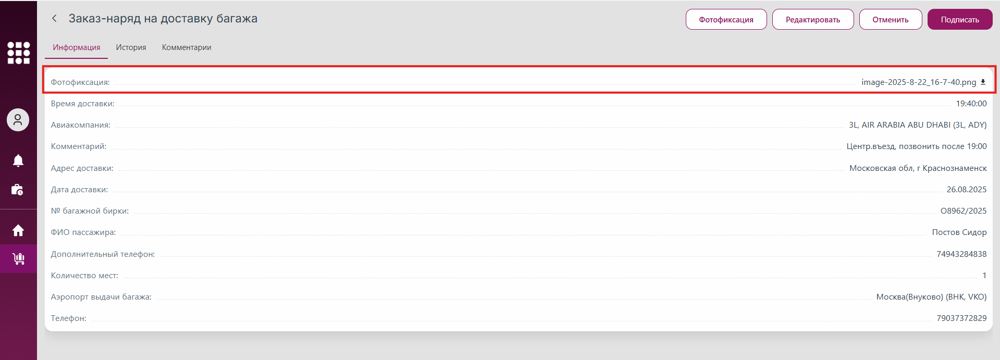 Заказ-наряд на доставку багажа
Фотофиксация Редактировать Отменить Подписать
Информация История Комментарии
Фотофиксация: image-2025-8-22_16-7-40.png
Время доставки: 19:40:00
Авиакомпания: 3L, AIR ARABIA ABU DHABI (3L, ADY)
Комментарий: Центр.въезд, позвонить после 19:00
Адрес доставки: Московская обл, г Краснознаменск
Дата доставки: 26.08.2025
№ багажной бирки: О8962/2025
ФИО пассажира: Постов Сидор
Дополнительный телефон: 74943284838
Количество мест: 1
Аэропорт выдачи багажа: Москва(Внуково) (ВНК, VKO)
Телефон: 79037372829